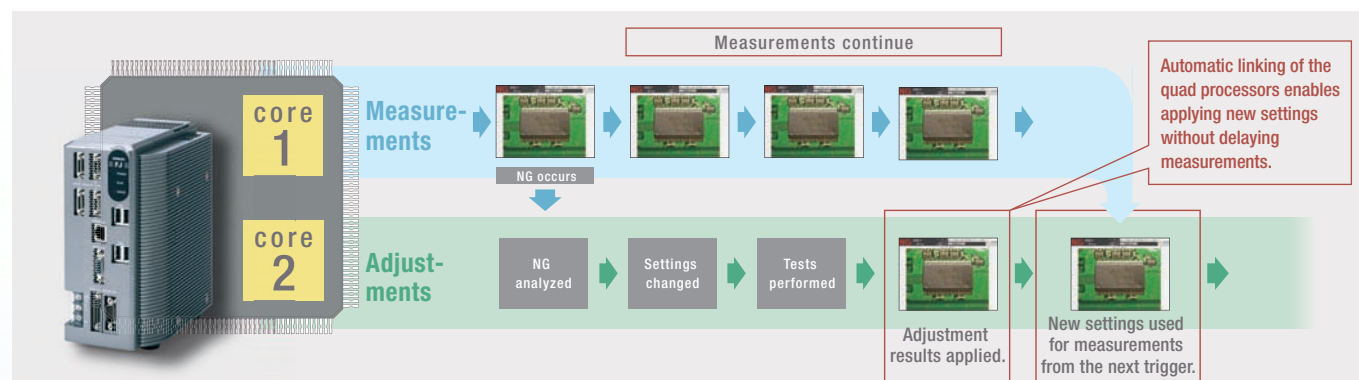 Measurements continue
core
1
Measure-
ments
NG occurs
Automatic linking of the
quad processors enables
applying new settings
without delaying
measurements.
core
2
Adjust-
ments
NG
analyzed
Settings
changed
Tests
performed
Adjustment
results applied.
New settings used
for measurements
from the next trigger.